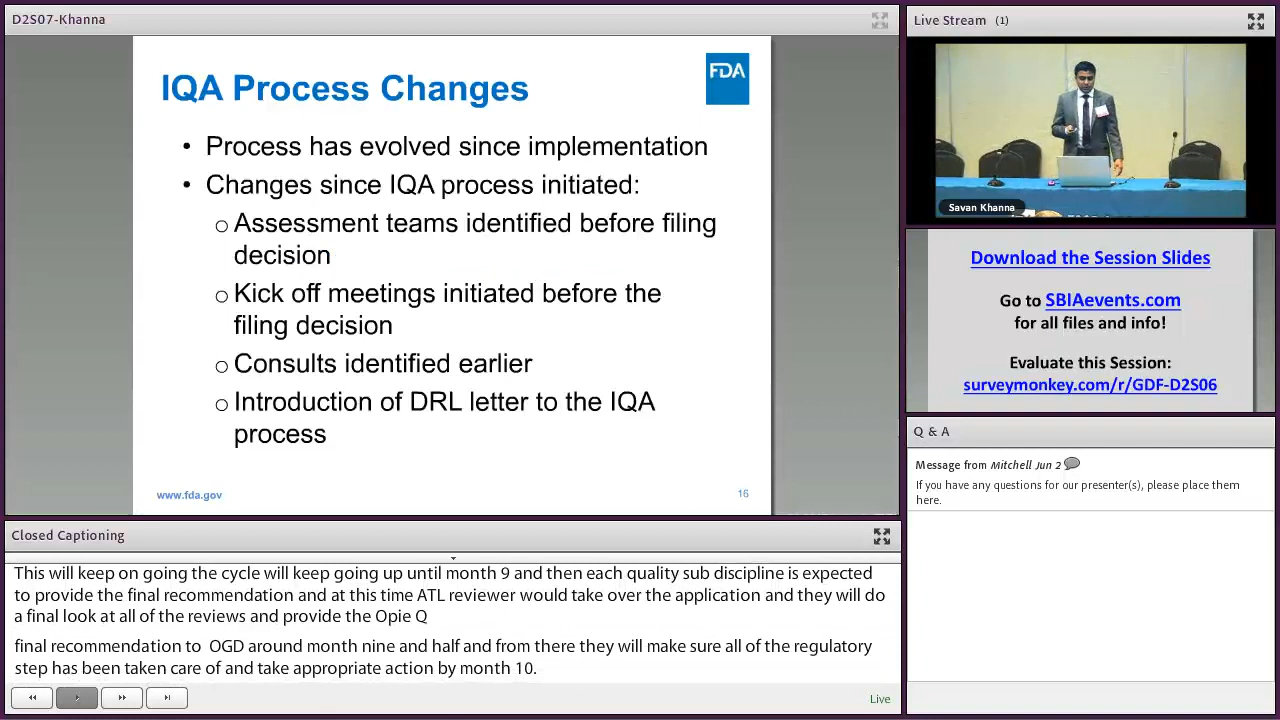 D2S07-Khanna
IQA Process Changes
FDA
• Process has evolved since implementation
• Changes since IQA process initiated:
o Assessment teams identified before filing
decision
o Kick off meetings initiated before the
filing decision
o Consults identified earlier
o Introduction of DRL letter to the IQA
process
www.fda.gov
16
Closed Captioning
This will keep on going the cycle will keep going up until month 9 and then each quality sub discipline is expected
to provide the final recommendation and at this time ATL reviewer would take over the application and they will do
a final look at all of the reviews and provide the Opie Q
final recommendation to OGD around month nine and half and from there they will make sure all of the regulatory
step has been taken care of and take appropriate action by month 10.
Live
Live Stream (1)
Savan Khanna
Download the Session Slides
Go to SBIAevents.com
for all files and info!
Evaluate this Session:
surveymonkey.com/r/GDF-D2S06
Q & A
Message from Mitchell Jun 2
If you have any questions for our presenter(s), please place them
here.